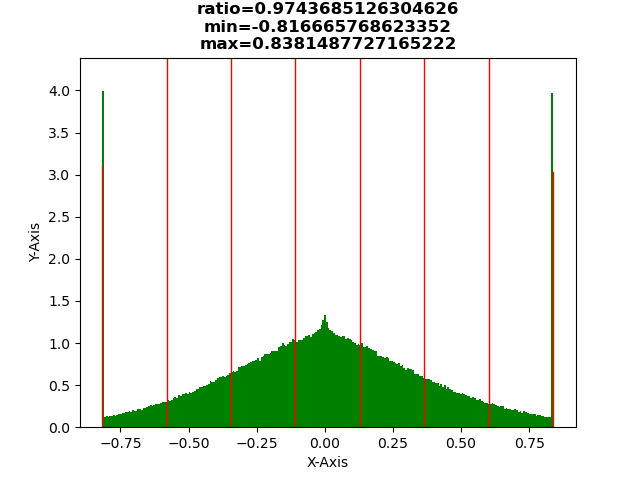 ratio=0.9743685126304626
min=-0.816665768623352
max=0.8381487727165222
4.0
3.5
3.0
2.5
2.0
1.5
1.0
0.5
0.0
Y-Axis
−0.75 −0.50 −0.25 0.00 0.25 0.50 0.75
X-Axis